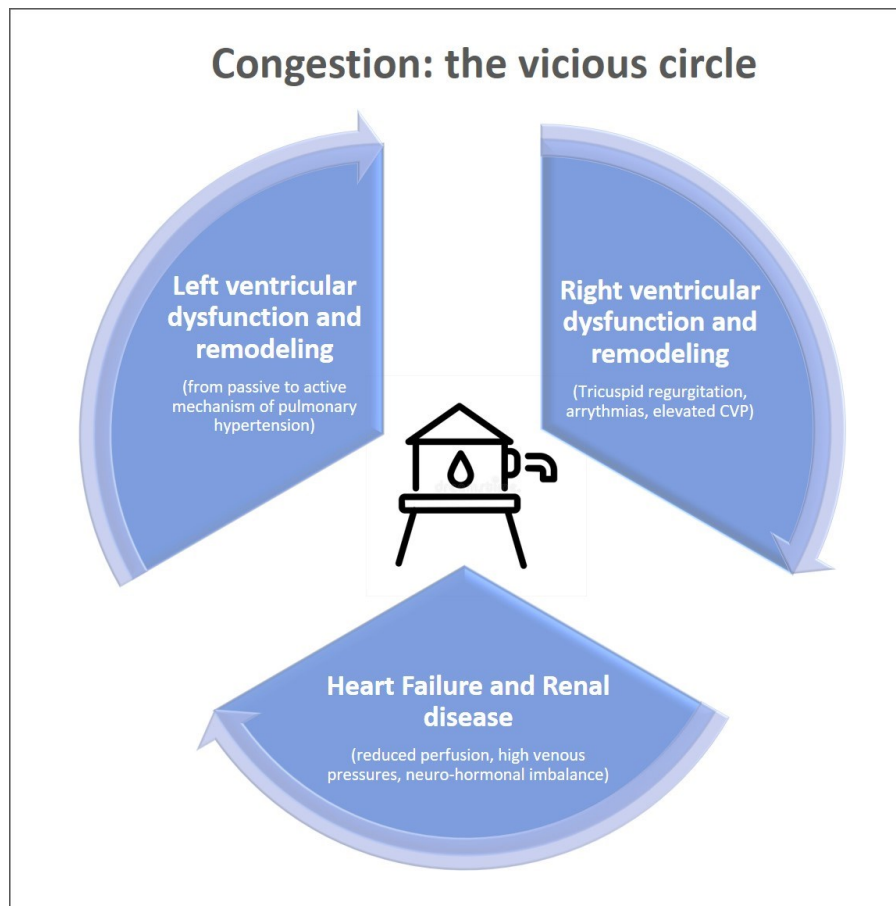 Congestion: the vicious circle
Left ventricular
dysfunction and
remodeling
(from passive to active
mechanism of pulmonary
hypertension)
Right ventricular
dysfunction and
remodeling
(Tricuspid regurgitation,
arrythmias, elevated CVP)
Heart Failure and Renal
disease
(reduced perfusion, high venous
pressures, neuro-hormonal imbalance)